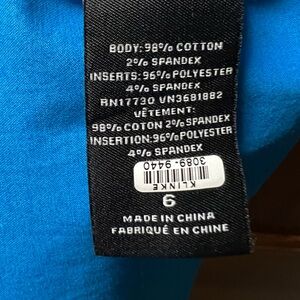 BODY: 98% COTTON
2% SPANDEX
INSERTS: 96% POLYESTER
4% SPANDEX
RN17730 VN3681882
VÊTEMENT:
98% COTON 2% SPANDEX
INSERTION: 96% POLYESTER
4% SPANDEX
3089-9440
KLINKE
6
MADE IN CHINA
FABRIQUÉ EN CHINE